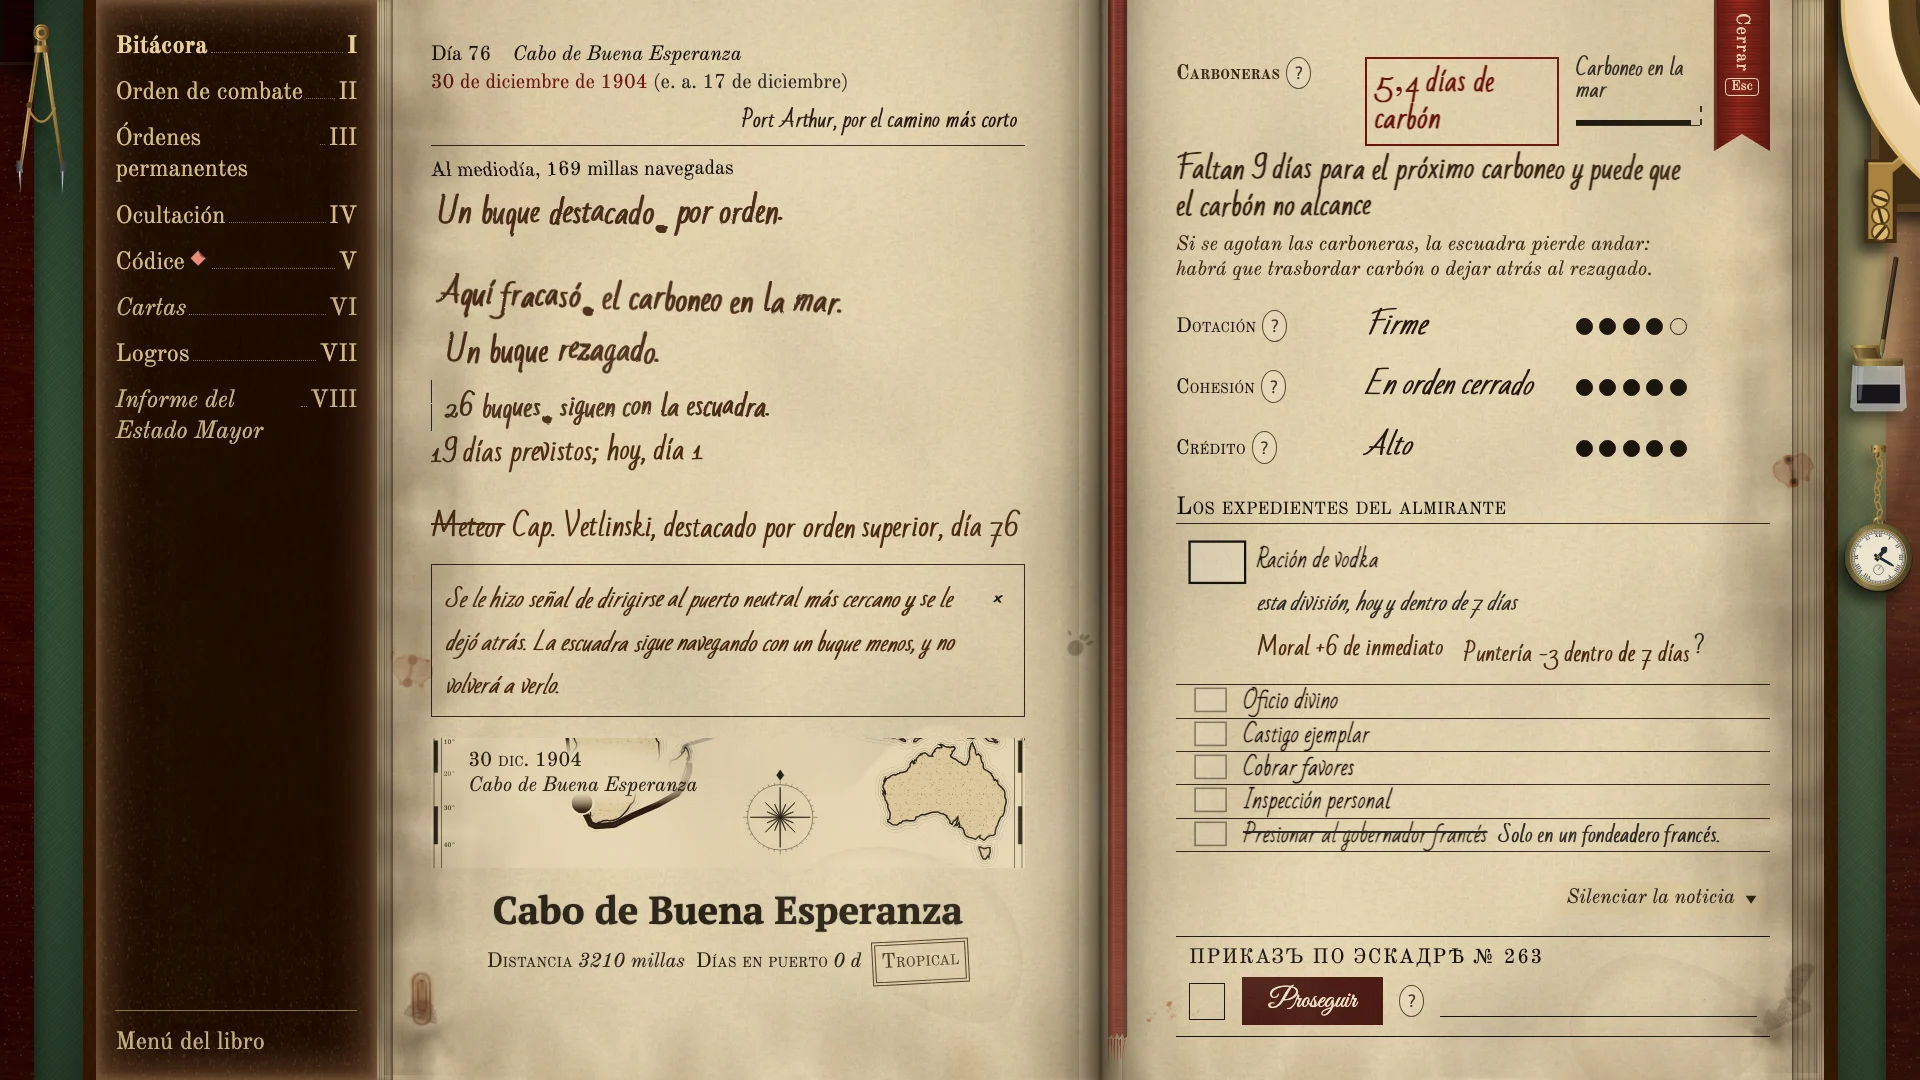 Bitácora I
Orden de combate II
Órdenes permanentes III
Ocultación IV
Códice V
Cartas VI
Logros VII
Informe del Estado Mayor VIII
Menú del libro
Día 76 Cabo de Buena Esperanza
30 de diciembre de 1904 (e. a. 17 de diciembre)
Port Arthur, por el camino más corto
Al mediodía, 169 millas navegadas
Un buque destacado por orden.
Aquí fracasó el carboneo en la mar.
Un buque rezagado.
26 buques siguen con la escuadra.
19 días previstos; hoy, día 1
Meteor Cap. Vetlinski, destacado por orden superior, día 76
Se le hizo señal de dirigirse al puerto neutral más cercano y se le
dejó atrás. La escuadra sigue navegando con un buque menos, y no
volverá a verlo.
×
10°
20°
30°
40°
30 dic. 1904
Cabo de Buena Esperanza
Cabo de Buena Esperanza
Distancia 3210 millas Días en puerto 0 d Tropical
Carboneras ?
5,4 días de
carbón
Carboneo en la
mar
Cerrar
Esc
Faltan 9 días para el próximo carboneo y puede que
el carbón no alcance
Si se agotan las carboneras, la escuadra pierde andar:
habrá que trasbordar carbón o dejar atrás al rezagado.
Dotación ? Firme
Cohesión ? En orden cerrado
Crédito ? Alto
Los expedientes del almirante
Ración de vodka
esta división, hoy y dentro de 7 días
Moral +6 de inmediato Puntería -3 dentro de 7 días ?
Oficio divino
Castigo ejemplar
Cobrar favores
Inspección personal
Presionar al gobernador francés Solo en un fondeadero francés.
Silenciar la noticia ▼
ПРИКАЗЪ ПО ЭСКАДРѢ № 263
Proseguir ?